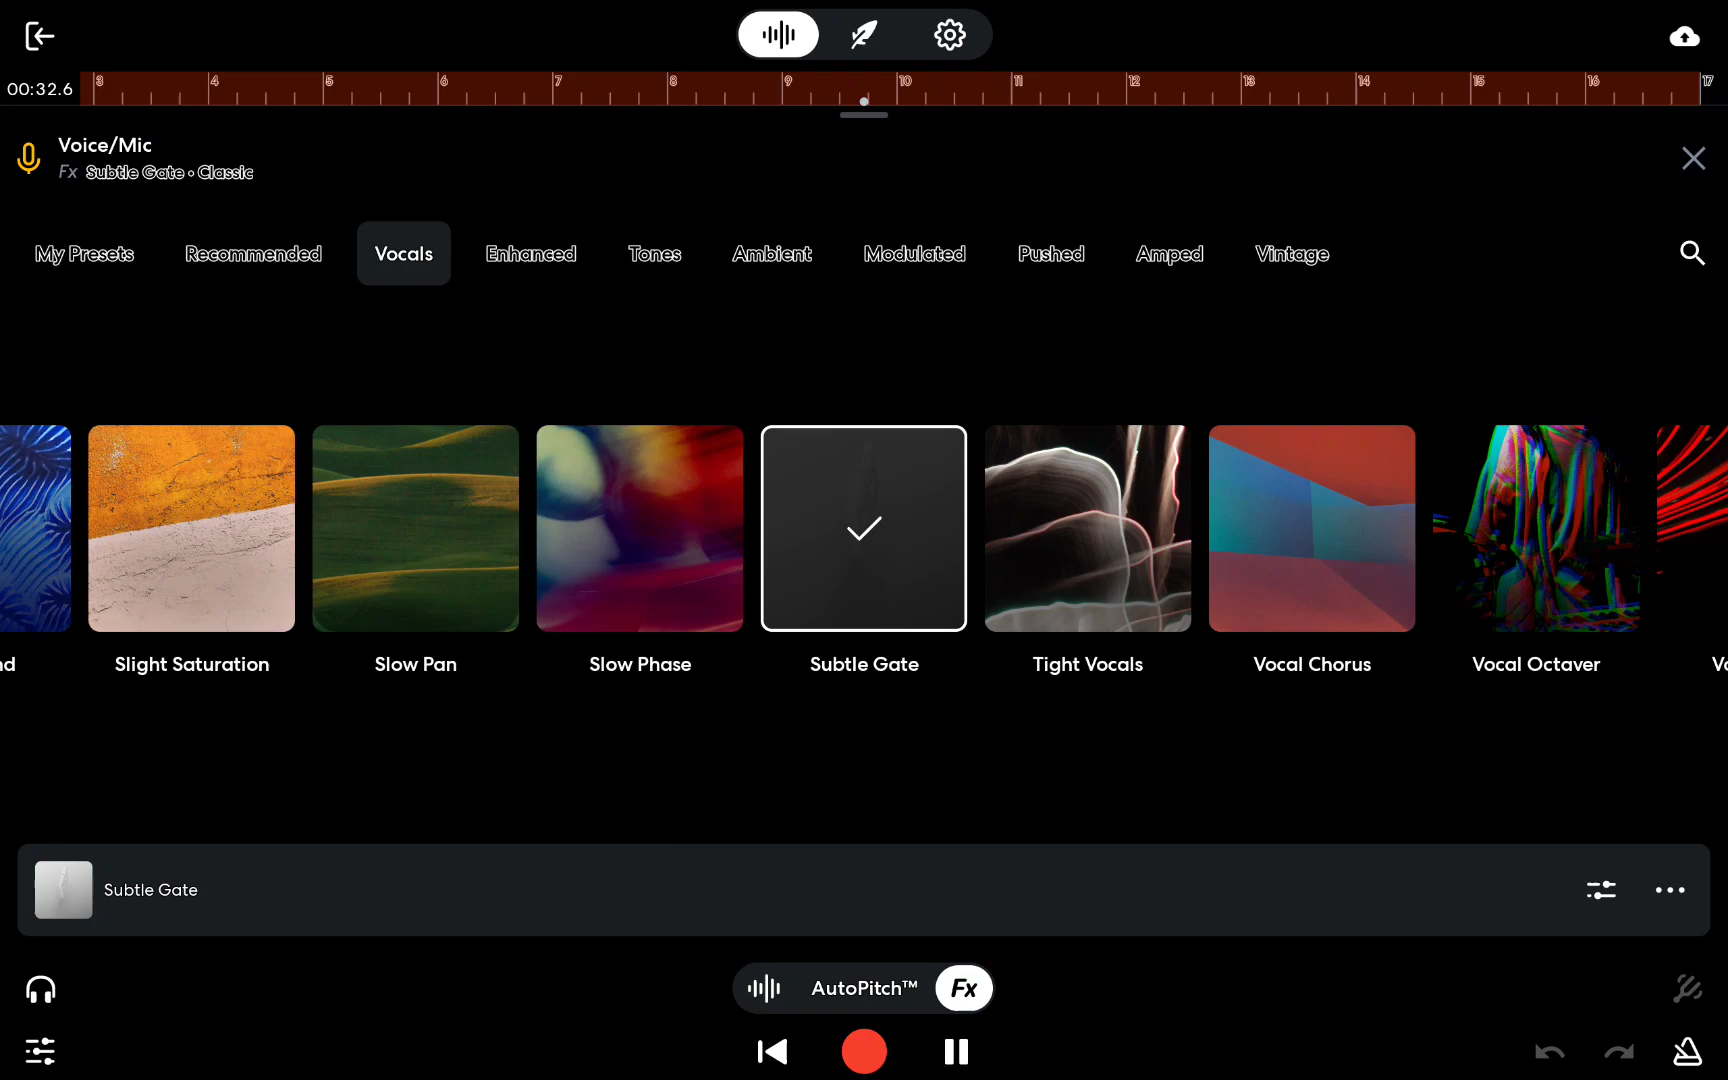 00:32.6
3 4 5 6 7 8 9 10 11 12 13 14 15 16 17
Voice/Mic
Fx Subtle Gate • Classic
My Presets Recommended Vocals Enhanced Tones Ambient Modulated Pushed Amped Vintage
Slight Saturation Slow Pan Slow Phase Subtle Gate Tight Vocals Vocal Chorus Vocal Octaver
Subtle Gate
AutoPitch™ Fx